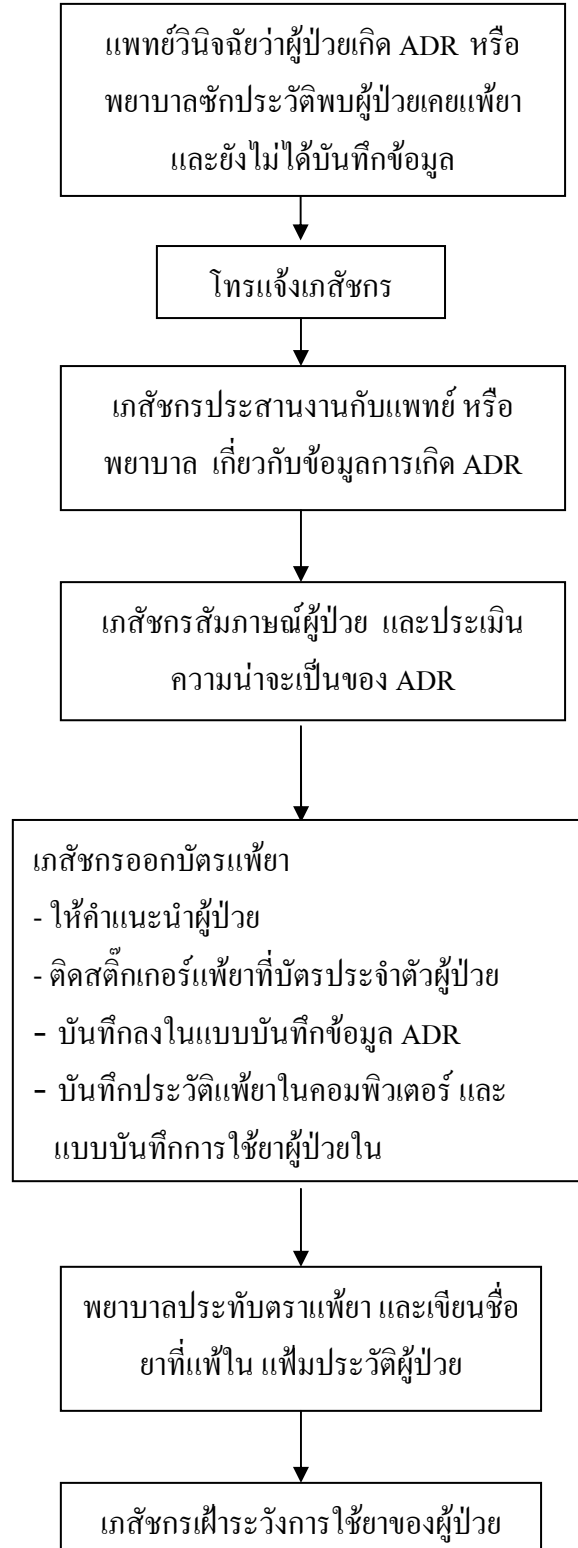 แพทย์วินิจฉัยว่าผู้ป่วยเกิด ADR หรือ
พยาบาลซักประวัติพบผู้ป่วยเคยแพ้ยา
และยังไม่ได้บันทึกข้อมูล
โทรแจ้งเภสัชกร
เภสัชกรประสานงานกับแพทย์ หรือ
พยาบาล เกี่ยวกับข้อมูลการเกิด ADR
เภสัชกรสัมภาษณ์ผู้ป่วย และประเมิน
ความน่าจะเป็นของ ADR
เภสัชกรออกบัตรแพ้ยา
- ให้คำแนะนำผู้ป่วย
- ติดสติ๊กเกอร์แพ้ยาที่บัตรประจำตัวผู้ป่วย
- บันทึกลงในแบบบันทึกข้อมูล ADR
- บันทึกประวัติแพ้ยาในคอมพิวเตอร์ และ
แบบบันทึกการใช้ยาผู้ป่วยใน
พยาบาลประทับตราแพ้ยา และเขียนชื่อ
ยาที่แพ้ใน แฟ้มประวัติผู้ป่วย
เภสัชกรเฝ้าระวังการใช้ยาของผู้ป่วย